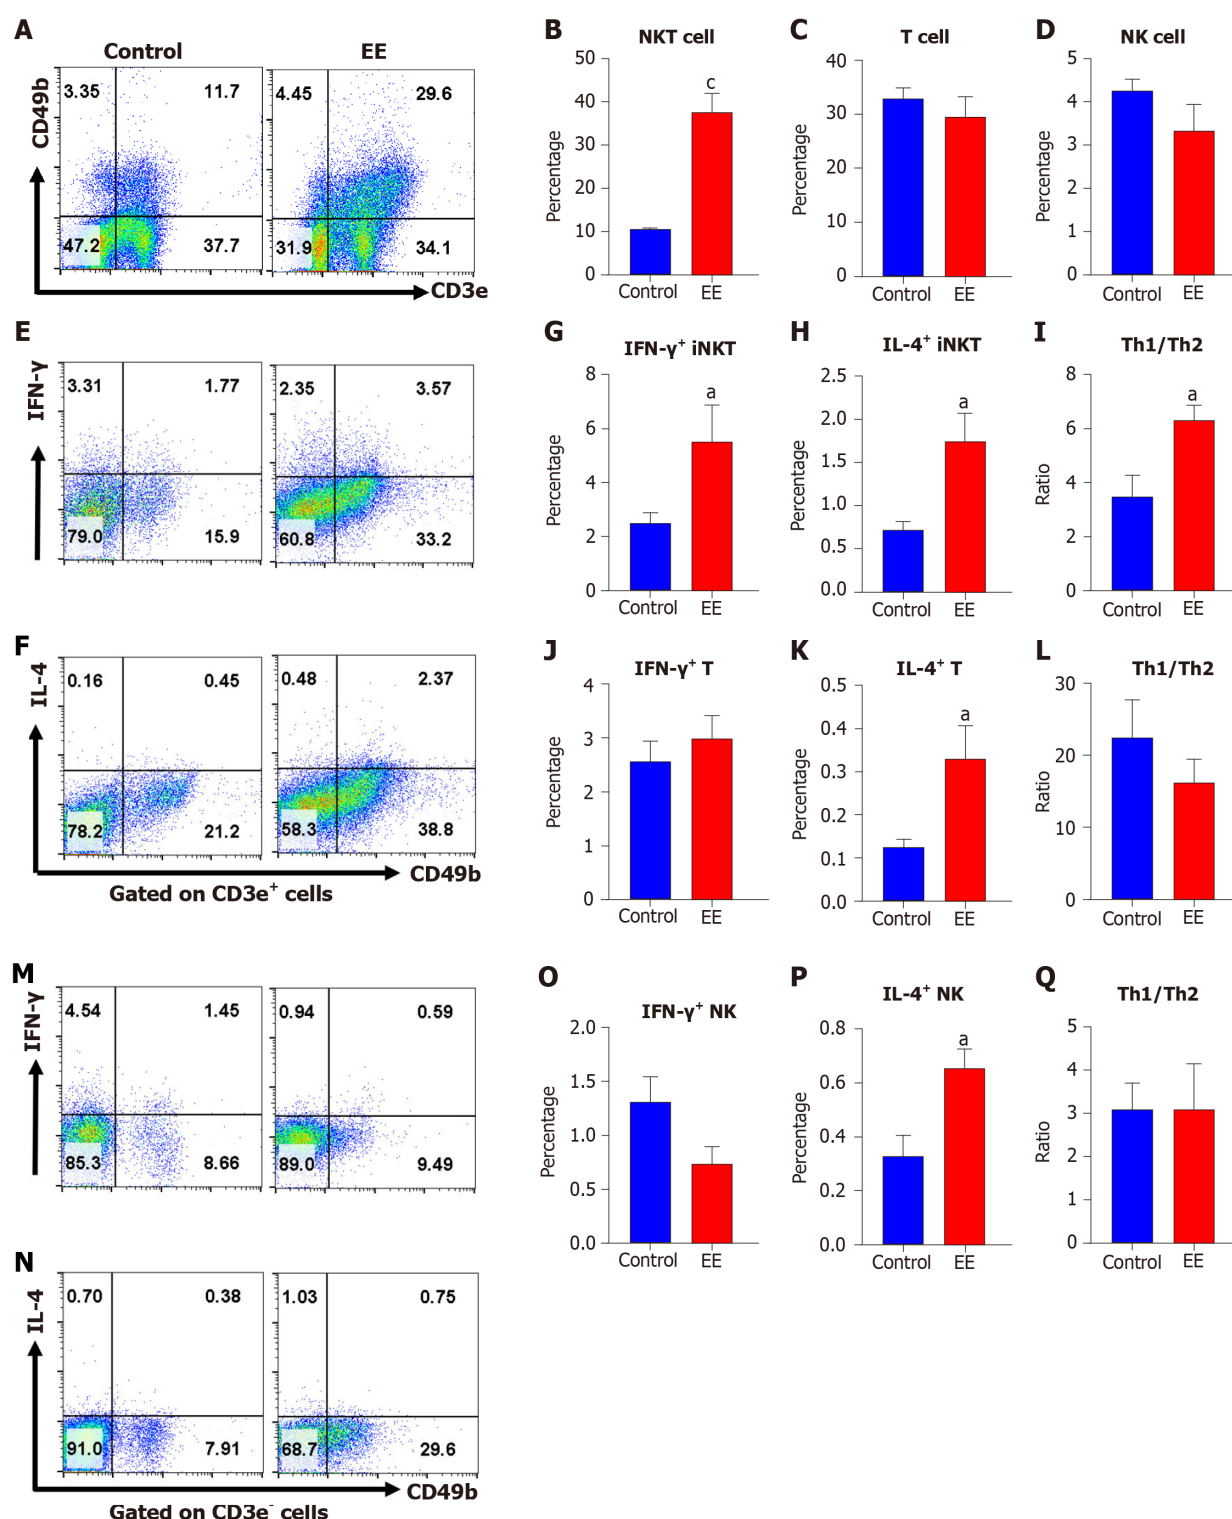 A
Control
EE
CD49b
3.35
11.7
4.45
29.6
47.2
37.7
31.9
34.1
CD3e
B
NKT cell
Percentage
50
40
30
20
10
0
c
Control
EE
C
T cell
Percentage
40
30
20
10
0
Control
EE
D
NK cell
Percentage
5
4
3
2
1
0
Control
EE
E
IFN-γ
3.31
1.77
2.35
3.57
79.0
15.9
60.8
33.2
G
IFN-γ⁺ iNKT
Percentage
8
6
4
2
0
a
Control
EE
H
IL-4⁺ iNKT
Percentage
2.5
2.0
1.5
1.0
0.5
0.0
a
Control
EE
I
Th1/Th2
Ratio
8
6
4
2
0
a
Control
EE
F
IL-4
0.16
0.45
0.48
2.37
78.2
21.2
58.3
38.8
CD49b
Gated on CD3e⁺ cells
J
IFN-γ⁺ T
Percentage
4
3
2
1
0
Control
EE
K
IL-4⁺ T
Percentage
0.5
0.4
0.3
0.2
0.1
0.0
a
Control
EE
L
Th1/Th2
Ratio
30
20
10
0
Control
EE
M
IFN-γ
4.54
1.45
0.94
0.59
85.3
8.66
89.0
9.49
O
IFN-γ⁺ NK
Percentage
2.0
1.5
1.0
0.5
0.0
Control
EE
P
IL-4⁺ NK
Percentage
0.8
0.6
0.4
0.2
0.0
a
Control
EE
Q
Th1/Th2
Ratio
5
4
3
2
1
0
Control
EE
N
IL-4
0.70
0.38
1.03
0.75
91.0
7.91
68.7
29.6
CD49b
Gated on CD3e⁻ cells